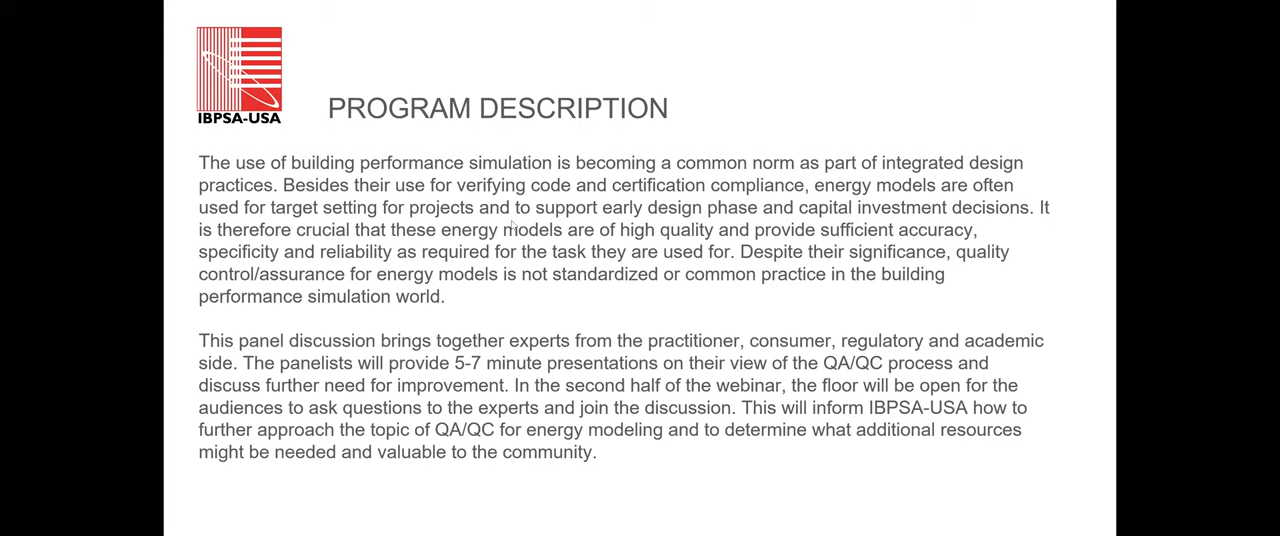 IBPSA-USA
PROGRAM DESCRIPTION
The use of building performance simulation is becoming a common norm as part of integrated design
practices. Besides their use for verifying code and certification compliance, energy models are often
used for target setting for projects and to support early design phase and capital investment decisions. It
is therefore crucial that these energy models are of high quality and provide sufficient accuracy,
specificity and reliability as required for the task they are used for. Despite their significance, quality
control/assurance for energy models is not standardized or common practice in the building
performance simulation world.
This panel discussion brings together experts from the practitioner, consumer, regulatory and academic
side. The panelists will provide 5-7 minute presentations on their view of the QA/QC process and
discuss further need for improvement. In the second half of the webinar, the floor will be open for the
audiences to ask questions to the experts and join the discussion. This will inform IBPSA-USA how to
further approach the topic of QA/QC for energy modeling and to determine what additional resources
might be needed and valuable to the community.